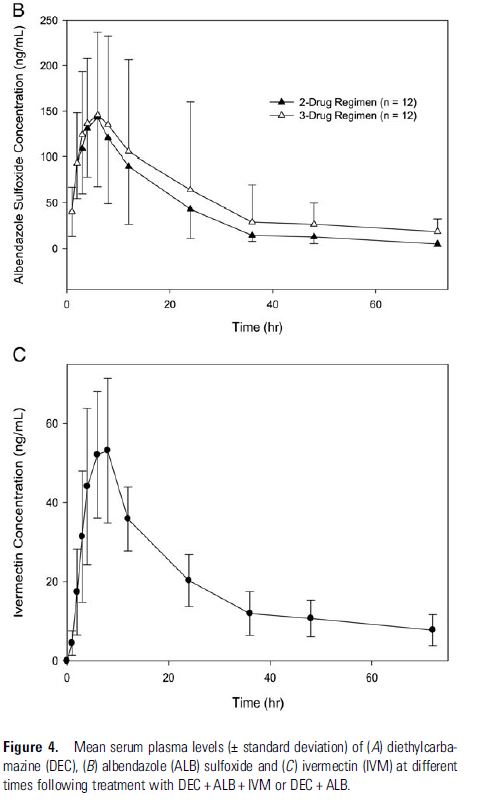 B
250
200
150
100
50
0
Albendazole Sulfoxide Concentration (ng/mL)
2-Drug Regimen (n = 12)
3-Drug Regimen (n = 12)
0 20 40 60
Time (hr)
C
60
40
20
0
Ivermectin Concentration (ng/mL)
0 20 40 60
Time (hr)
Figure 4. Mean serum plasma levels (± standard deviation) of (A) diethylcarba-
mazine (DEC), (B) albendazole (ALB) sulfoxide and (C) ivermectin (IVM) at different
times following treatment with DEC + ALB + IVM or DEC + ALB.